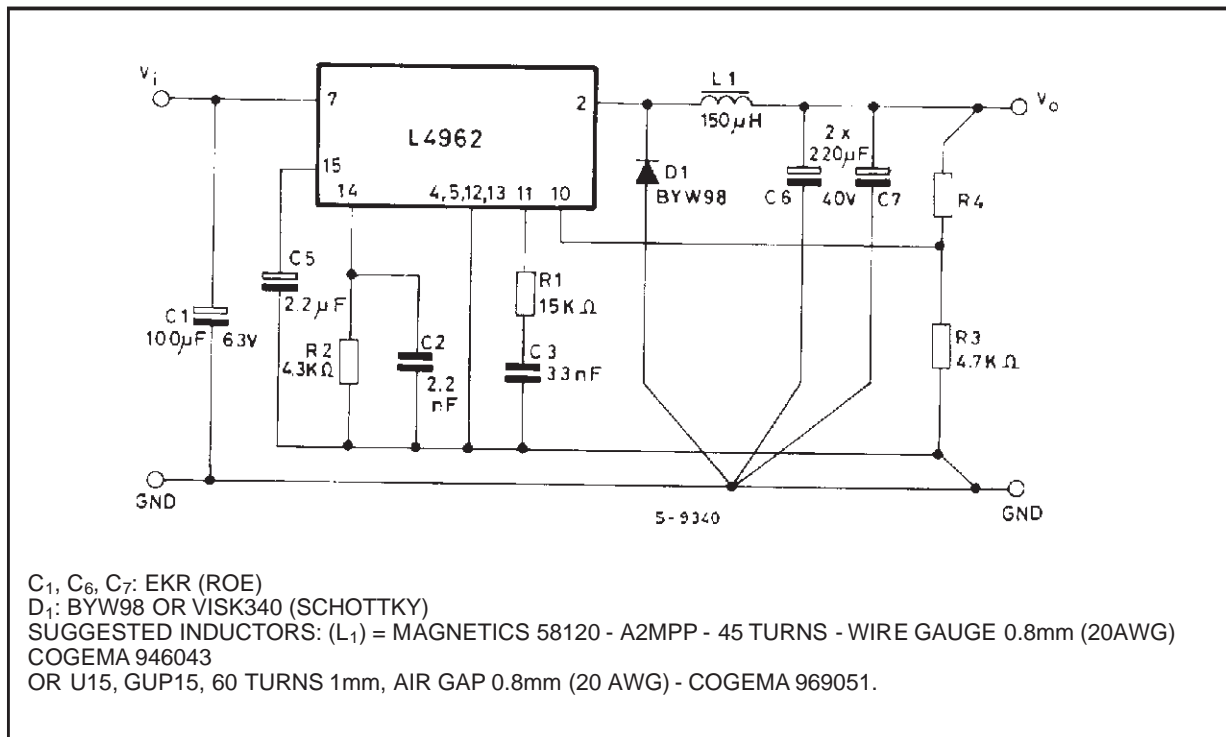 Vi
7
2
L1
150µH
Vo
L4962
2 x
220µF
15
14
4,5,12,13
11
10
D1
BYW98
C6
40V
C7
R4
C5
2.2µF
R1
15KΩ
C1
100µF 63V
R2
4.3KΩ
C2
2.2
nF
C3
33nF
R3
4.7KΩ
GND
GND
S-9340
C1, C6, C7: EKR (ROE)
D1: BYW98 OR VISK340 (SCHOTTKY)
SUGGESTED INDUCTORS: (L1) = MAGNETICS 58120 - A2MPP - 45 TURNS - WIRE GAUGE 0.8mm (20AWG)
COGEMA 946043
OR U15, GUP15, 60 TURNS 1mm, AIR GAP 0.8mm (20 AWG) - COGEMA 969051.